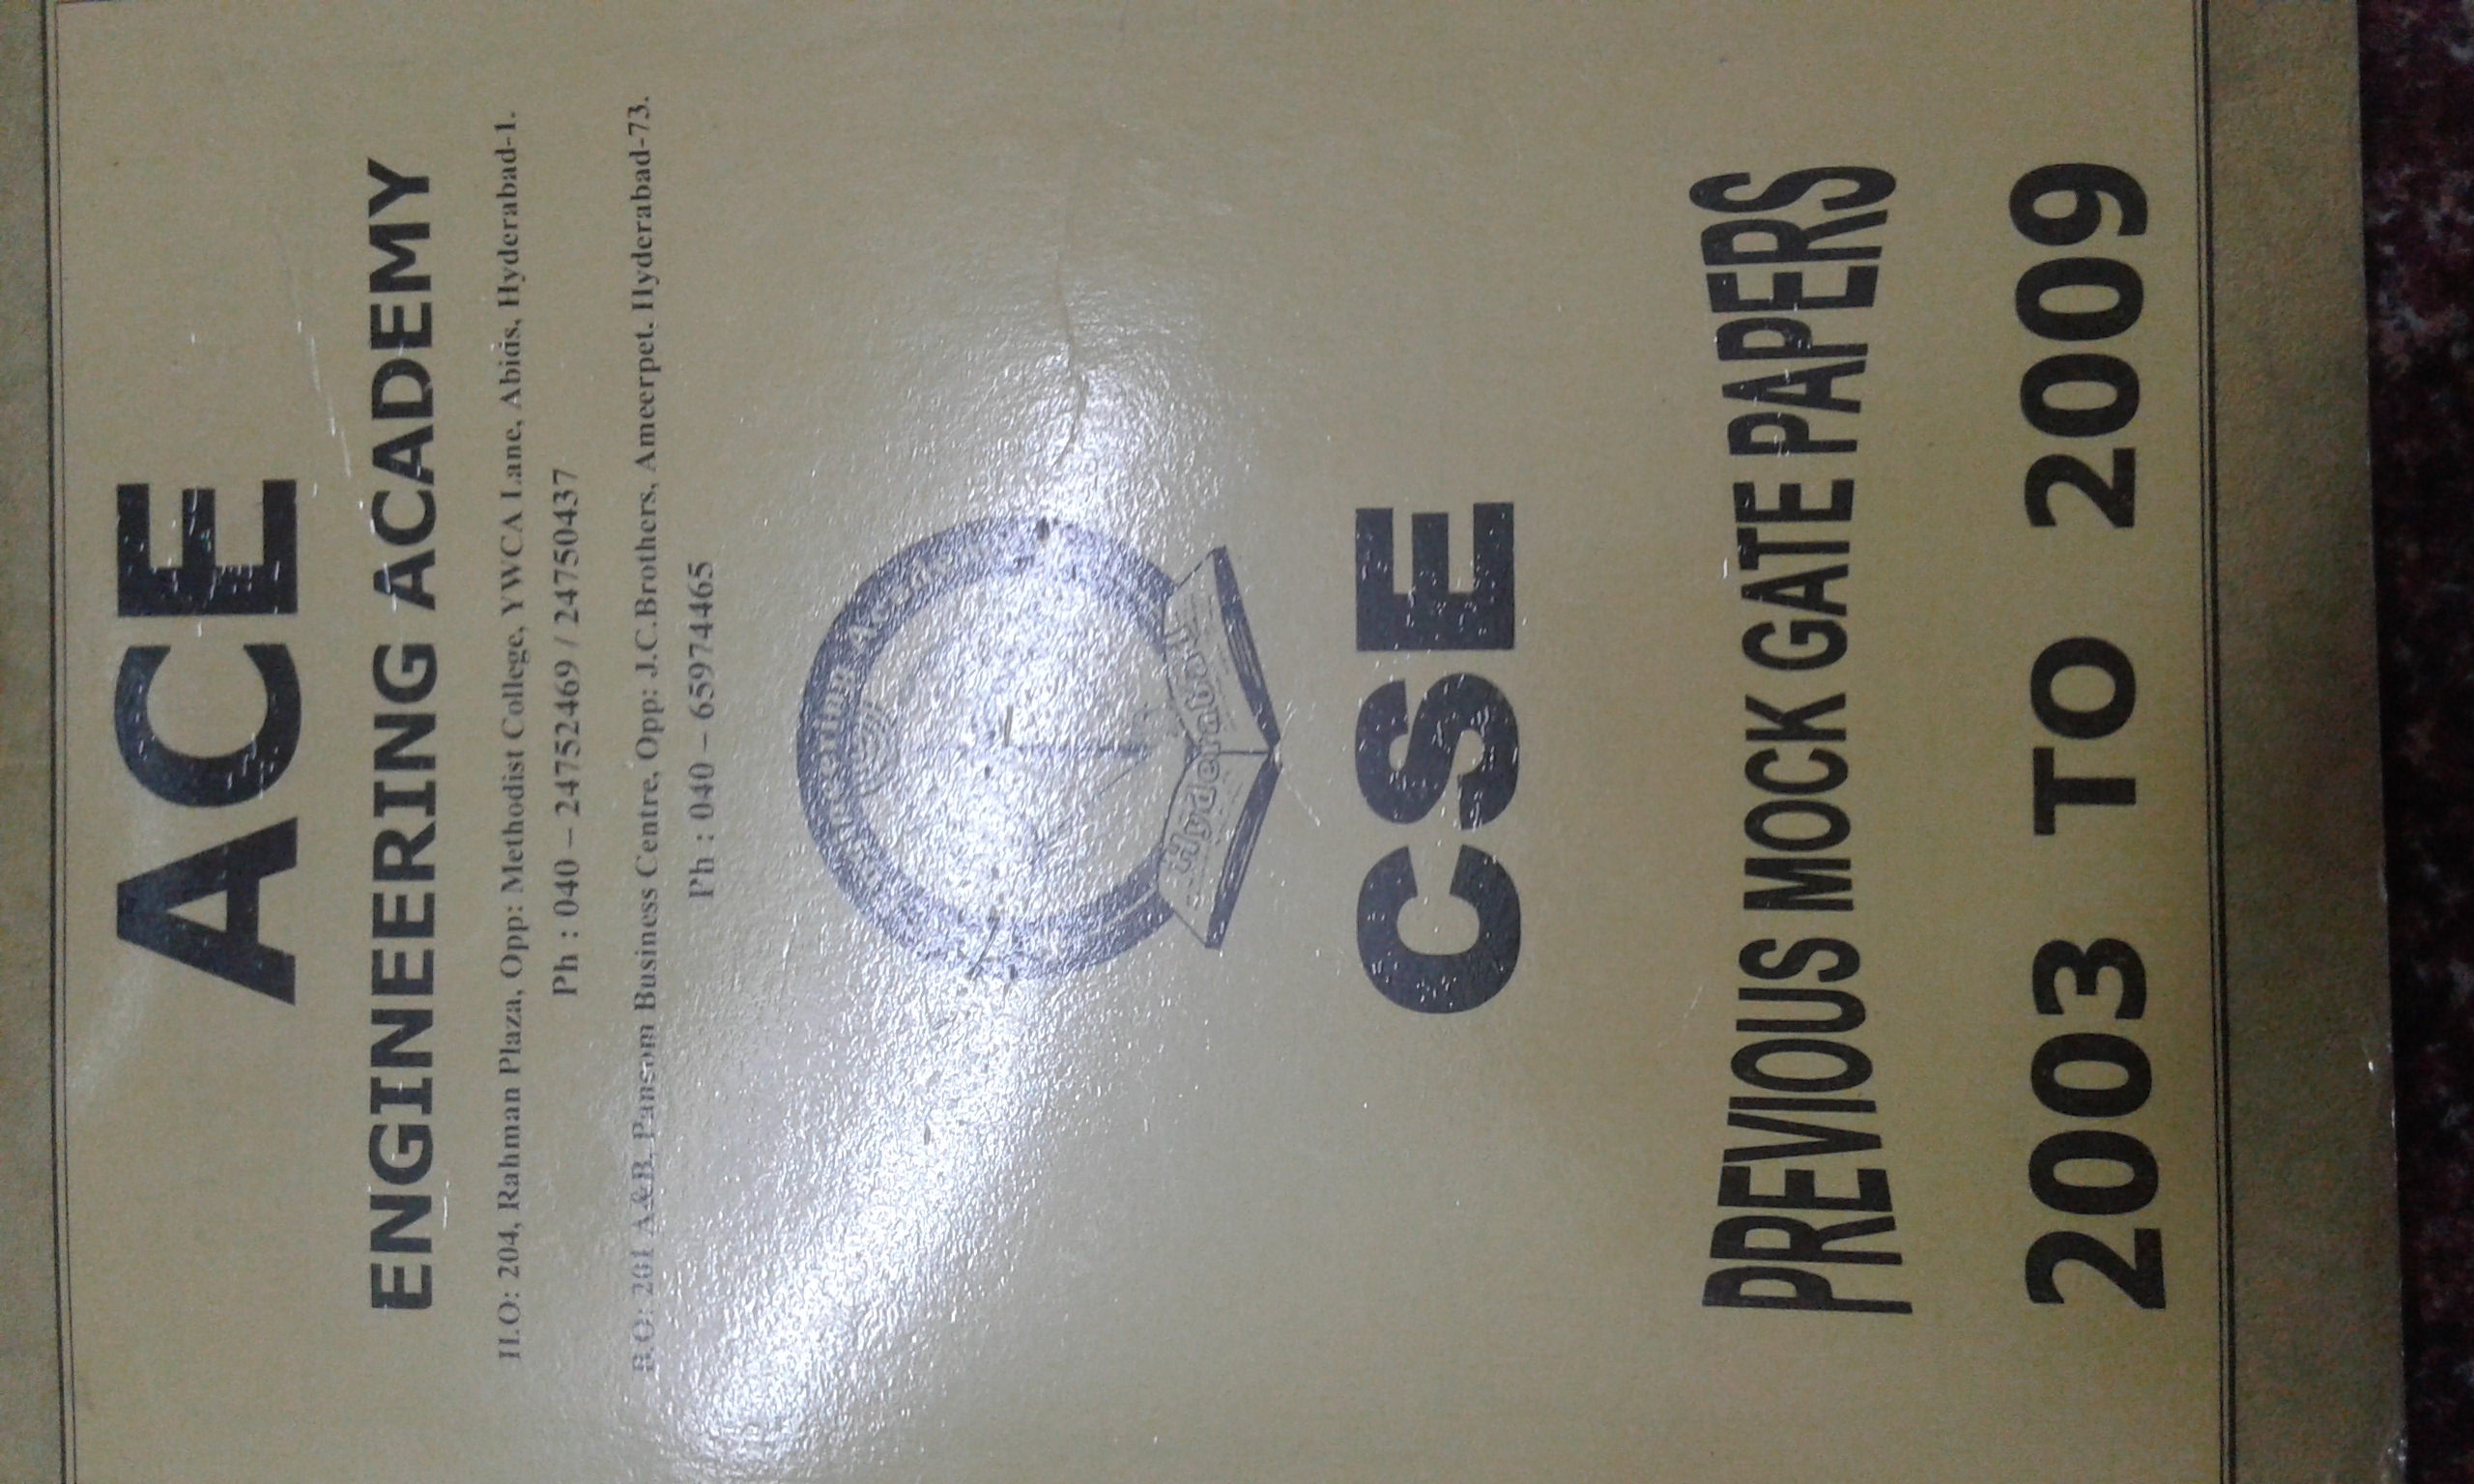 ACE
ENGINEERING ACADEMY
H.O: 204, Rahman Plaza, Opp: Methodist College, YWCA Lane, Abids, Hyderabad-1.
Ph : 040 – 24752469 / 24750437
B.O: 201 A&B, Pansom Business Centre, Opp: J.C.Brothers, Ameerpet, Hyderabad-73.
Ph : 040 – 65974465
Engineering
Hyderabad
CSE
PREVIOUS MOCK GATE PAPERS
2003 TO 2009